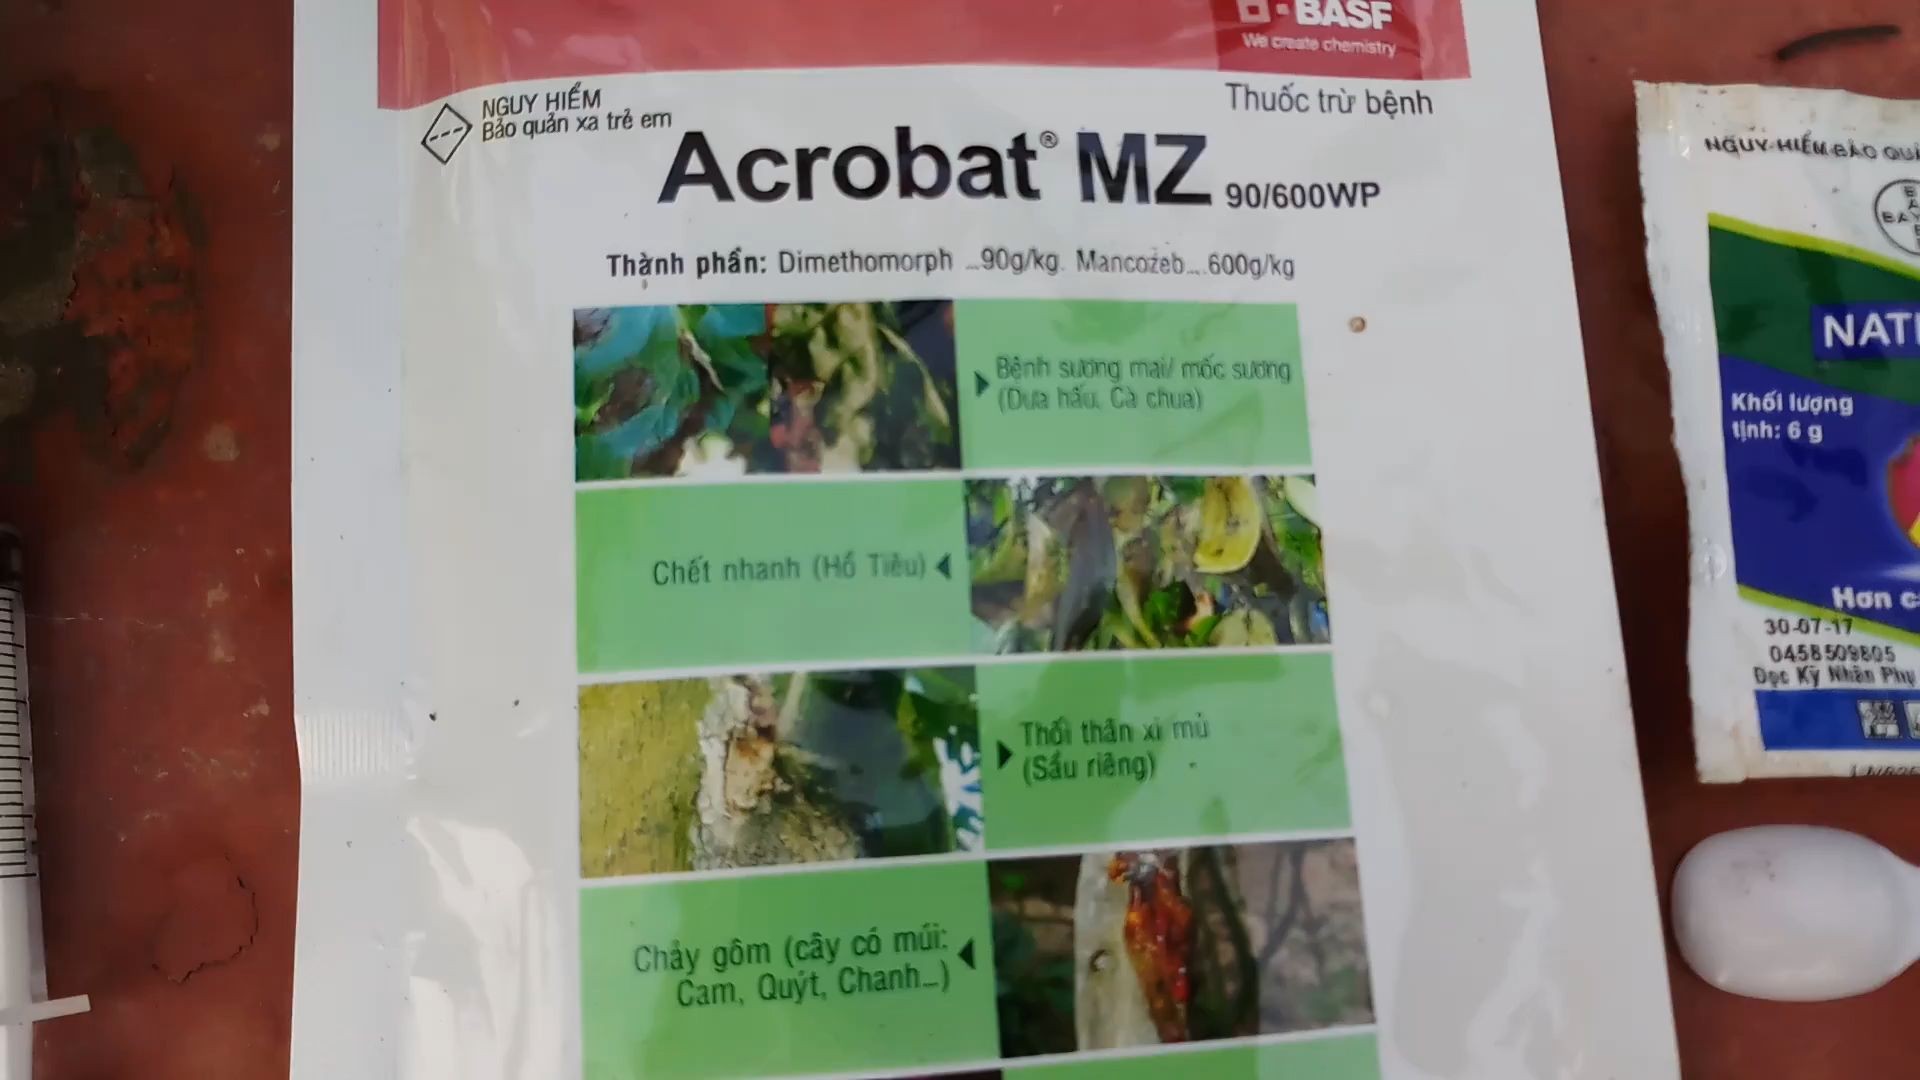 BASF
We create chemistry
NGUY HIỂM
Bảo quản xa trẻ em
Thuốc trừ bệnh
Acrobat® MZ 90/600WP
Thành phần: Dimethomorph ...90g/kg. Mancozeb....600g/kg
Bệnh sương mai/ mốc sương
(Dưa hấu, Cà chua)
Chết nhanh (Hồ Tiêu)
Thối thân xì mủ
(Sầu riêng)
Chảy gôm (cây có múi:
Cam, Quýt, Chanh...)
NGUY HIỂM BẢO QUẢ
BAYER
NATI
Khối lượng
tịnh: 6 g
Hơn c
30-07-17
0458509805
Đọc Kỹ Nhãn Phụ